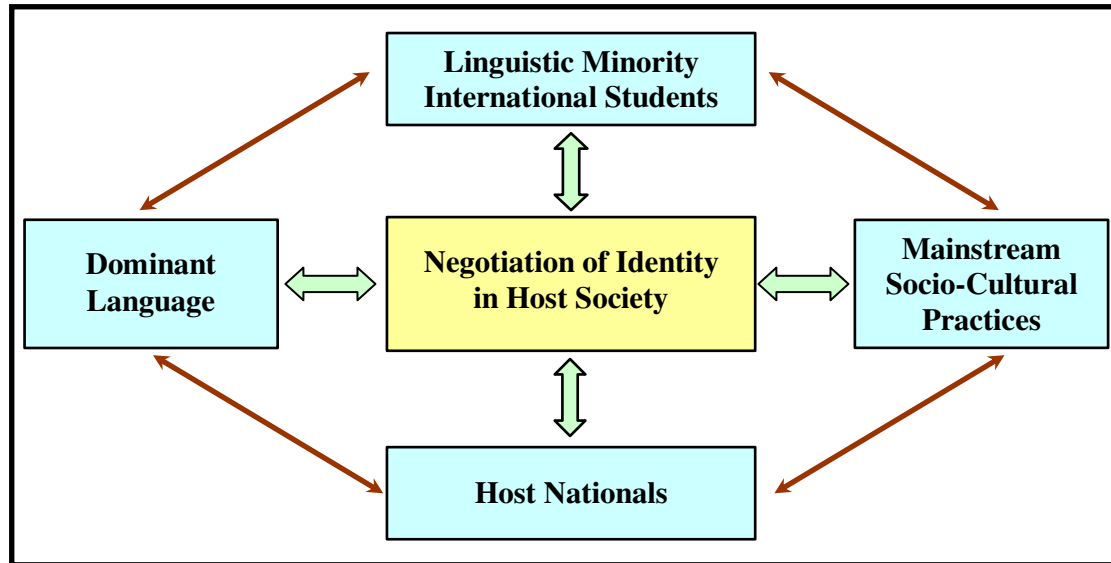 Linguistic Minority
International Students
Dominant
Language
Negotiation of Identity
in Host Society
Mainstream
Socio-Cultural
Practices
Host Nationals